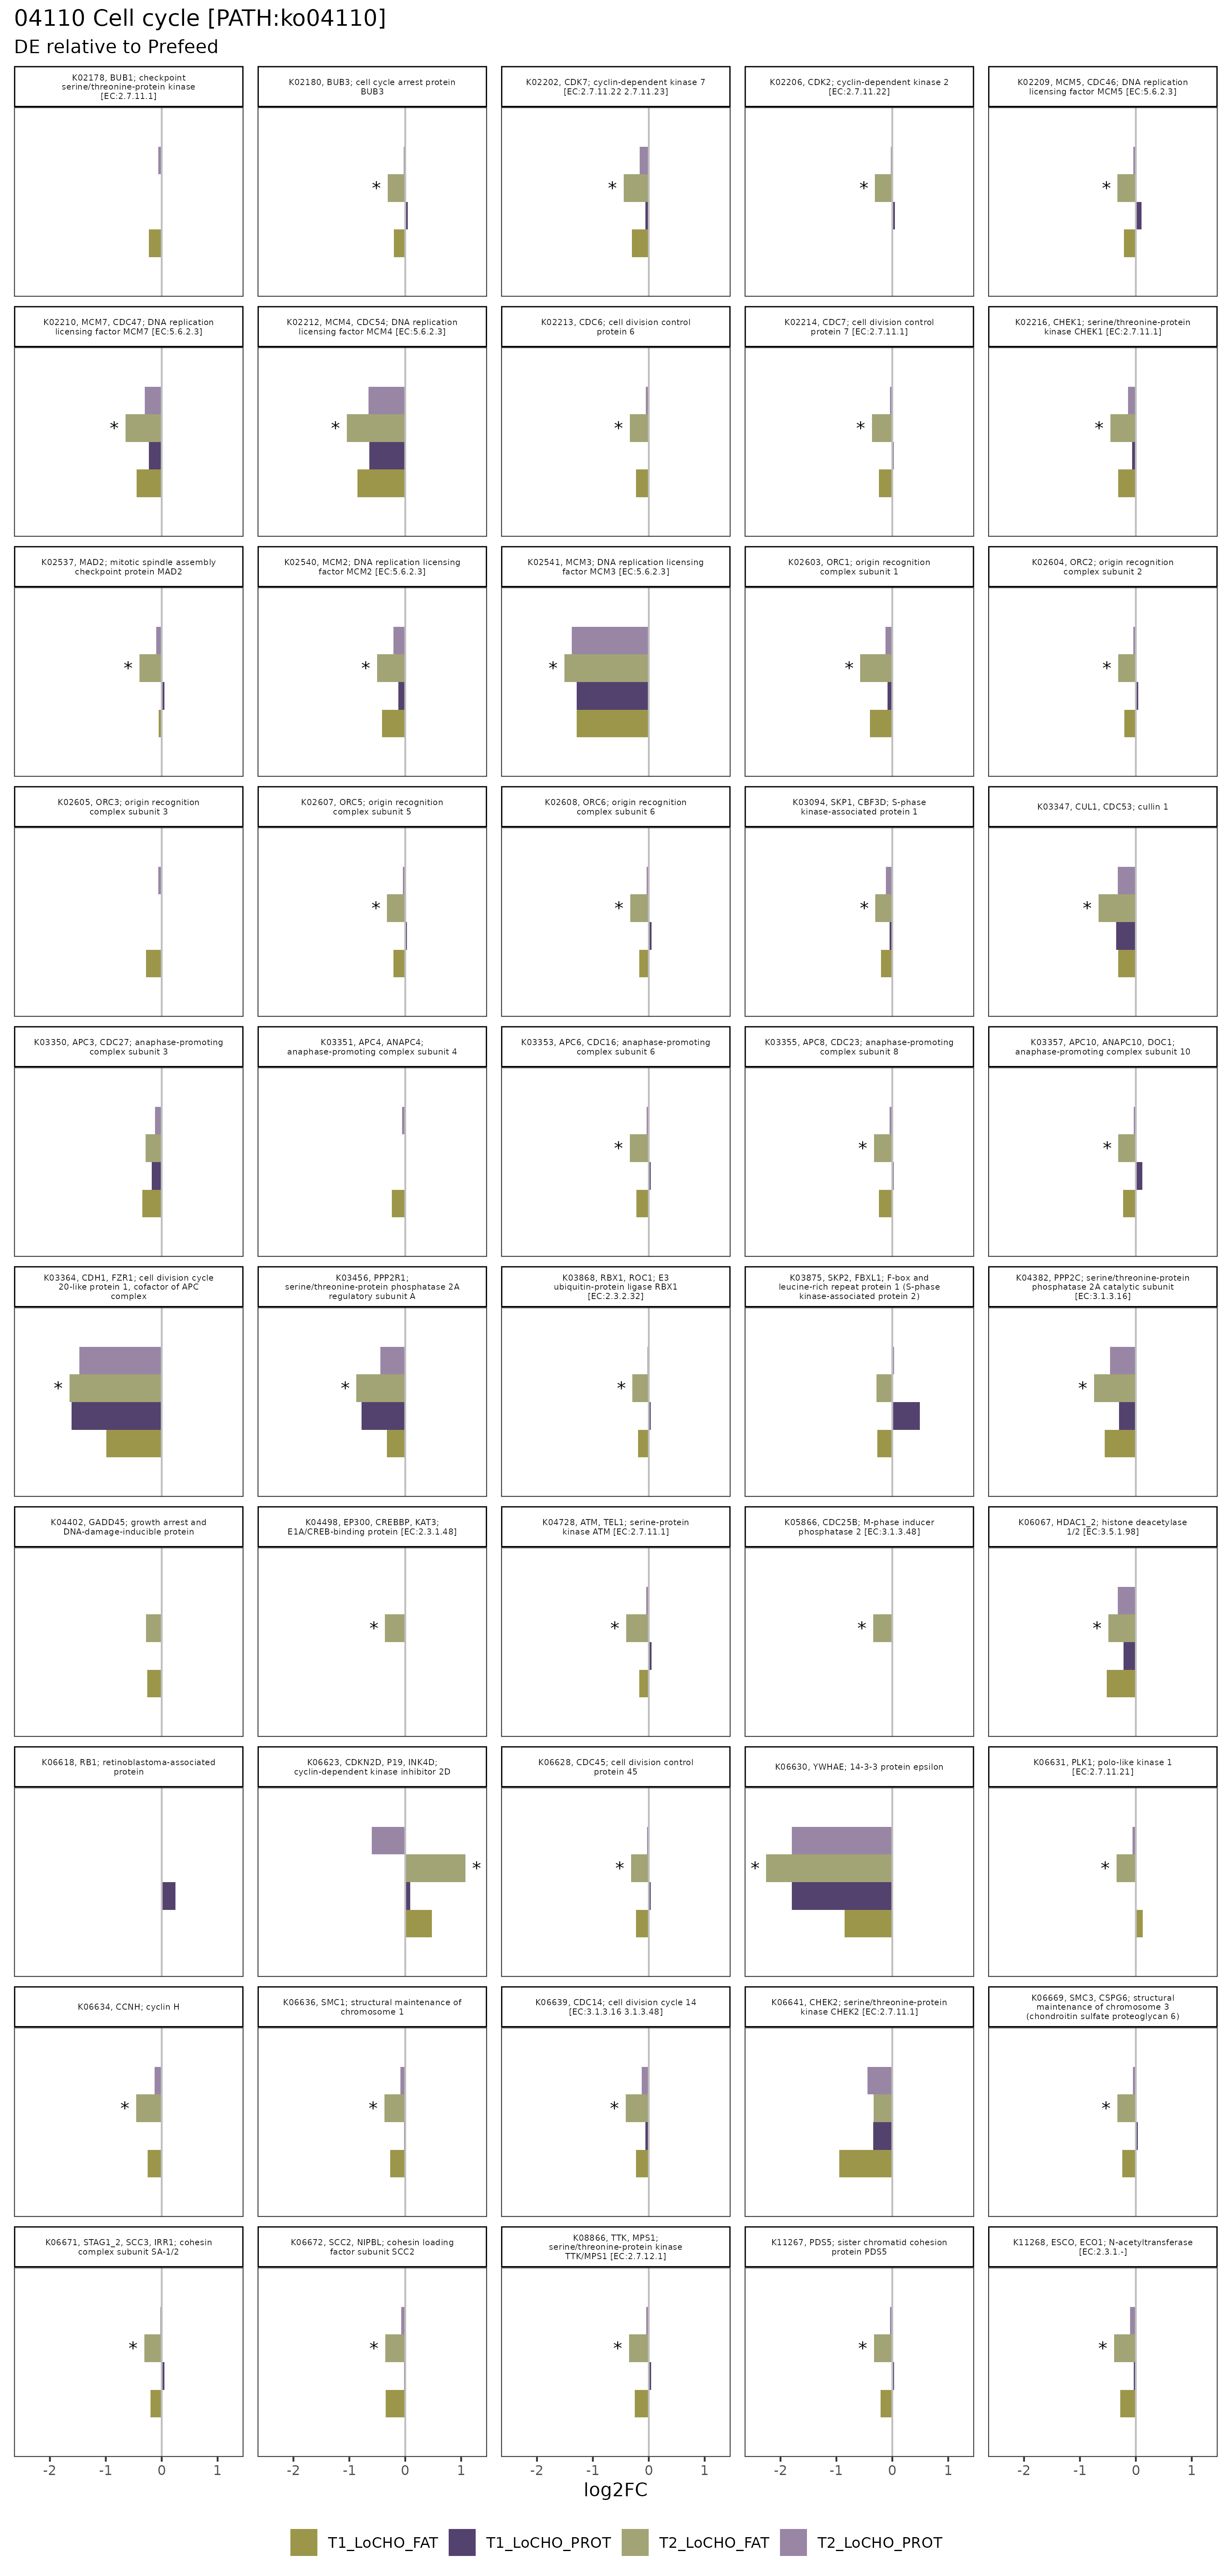 04110 Cell cycle [PATH:ko04110]
DE relative to Prefeed
K02178, BUB1; checkpoint
serine/threonine-protein kinase
[EC:2.7.11.1]
K02180, BUB3; cell cycle arrest protein
BUB3
K02202, CDK7; cyclin-dependent kinase 7
[EC:2.7.11.22 2.7.11.23]
K02206, CDK2; cyclin-dependent kinase 2
[EC:2.7.11.22]
K02209, MCM5, CDC46; DNA replication
licensing factor MCM5 [EC:5.6.2.3]
*
*
*
*
K02210, MCM7, CDC47; DNA replication
licensing factor MCM7 [EC:5.6.2.3]
K02212, MCM4, CDC54; DNA replication
licensing factor MCM4 [EC:5.6.2.3]
K02213, CDC6; cell division control
protein 6
K02214, CDC7; cell division control
protein 7 [EC:2.7.11.1]
K02216, CHEK1; serine/threonine-protein
kinase CHEK1 [EC:2.7.11.1]
*
*
*
*
*
K02537, MAD2; mitotic spindle assembly
checkpoint protein MAD2
K02540, MCM2; DNA replication licensing
factor MCM2 [EC:5.6.2.3]
K02541, MCM3; DNA replication licensing
factor MCM3 [EC:5.6.2.3]
K02603, ORC1; origin recognition
complex subunit 1
K02604, ORC2; origin recognition
complex subunit 2
*
*
*
*
*
K02605, ORC3; origin recognition
complex subunit 3
K02607, ORC5; origin recognition
complex subunit 5
K02608, ORC6; origin recognition
complex subunit 6
K03094, SKP1, CBF3D; S-phase
kinase-associated protein 1
K03347, CUL1, CDC53; cullin 1
*
*
*
*
K03350, APC3, CDC27; anaphase-promoting
complex subunit 3
K03351, APC4, ANAPC4;
anaphase-promoting complex subunit 4
K03353, APC6, CDC16; anaphase-promoting
complex subunit 6
K03355, APC8, CDC23; anaphase-promoting
complex subunit 8
K03357, APC10, ANAPC10, DOC1;
anaphase-promoting complex subunit 10
*
*
*
K03364, CDH1, FZR1; cell division cycle
20-like protein 1, cofactor of APC
complex
K03456, PPP2R1;
serine/threonine-protein phosphatase 2A
regulatory subunit A
K03868, RBX1, ROC1; E3
ubiquitin-protein ligase RBX1
[EC:2.3.2.32]
K03875, SKP2, FBXL1; F-box and
leucine-rich repeat protein 1 (S-phase
kinase-associated protein 2)
K04382, PPP2C; serine/threonine-protein
phosphatase 2A catalytic subunit
[EC:3.1.3.16]
*
*
*
*
K04402, GADD45; growth arrest and
DNA-damage-inducible protein
K04498, EP300, CREBBP, KAT3;
E1A/CREB-binding protein [EC:2.3.1.48]
K04728, ATM, TEL1; serine-protein
kinase ATM [EC:2.7.11.1]
K05866, CDC25B; M-phase inducer
phosphatase 2 [EC:3.1.3.48]
K06067, HDAC1_2; histone deacetylase
1/2 [EC:3.5.1.98]
*
*
*
*
K06618, RB1; retinoblastoma-associated
protein
K06623, CDKN2D, P19, INK4D;
cyclin-dependent kinase inhibitor 2D
K06628, CDC45; cell division control
protein 45
K06630, YWHAE; 14-3-3 protein epsilon
K06631, PLK1; polo-like kinase 1
[EC:2.7.11.21]
*
*
*
*
K06634, CCNH; cyclin H
K06636, SMC1; structural maintenance of
chromosome 1
K06639, CDC14; cell division cycle 14
[EC:3.1.3.16 3.1.3.48]
K06641, CHEK2; serine/threonine-protein
kinase CHEK2 [EC:2.7.11.1]
K06669, SMC3, CSPG6; structural
maintenance of chromosome 3
(chondroitin sulfate proteoglycan 6)
*
*
*
*
K06671, STAG1_2, SCC3, IRR1; cohesin
complex subunit SA-1/2
K06672, SCC2, NIPBL; cohesin loading
factor subunit SCC2
K08866, TTK, MPS1;
serine/threonine-protein kinase
TTK/MPS1 [EC:2.7.12.1]
K11267, PDS5; sister chromatid cohesion
protein PDS5
K11268, ESCO, ECO1; N-acetyltransferase
[EC:2.3.1.-]
*
*
*
*
*
-2 -1 0 1
-2 -1 0 1
-2 -1 0 1
-2 -1 0 1
-2 -1 0 1
log2FC
T1_LoCHO_FAT T1_LoCHO_PROT T2_LoCHO_FAT T2_LoCHO_PROT